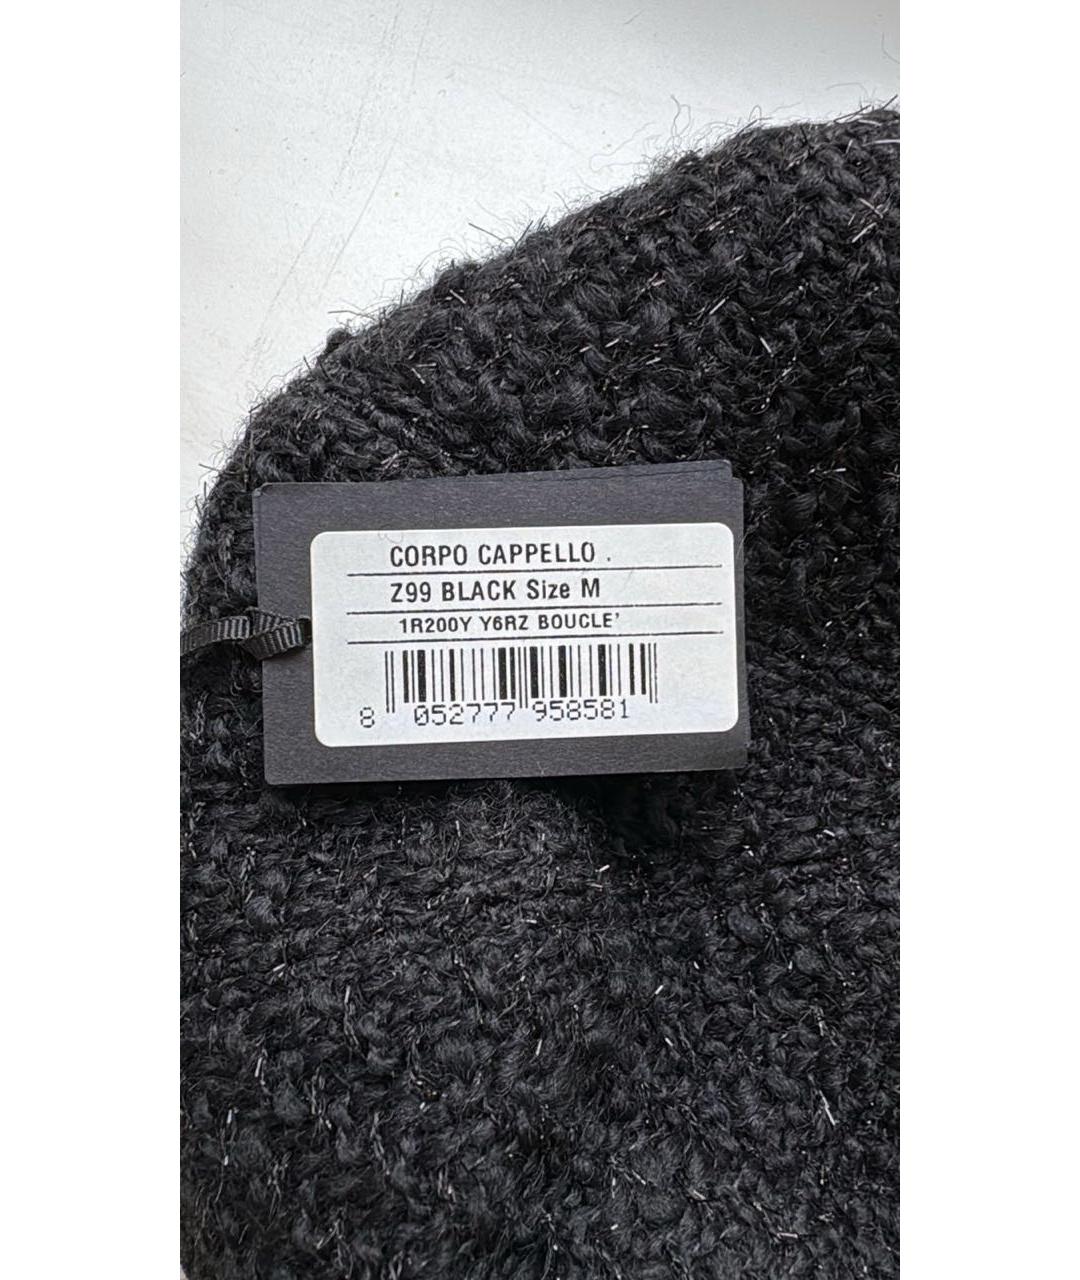 CORPO CAPPELLO .
Z99 BLACK Size M
1R200Y Y6RZ BOUCLE'
8 052777 958581